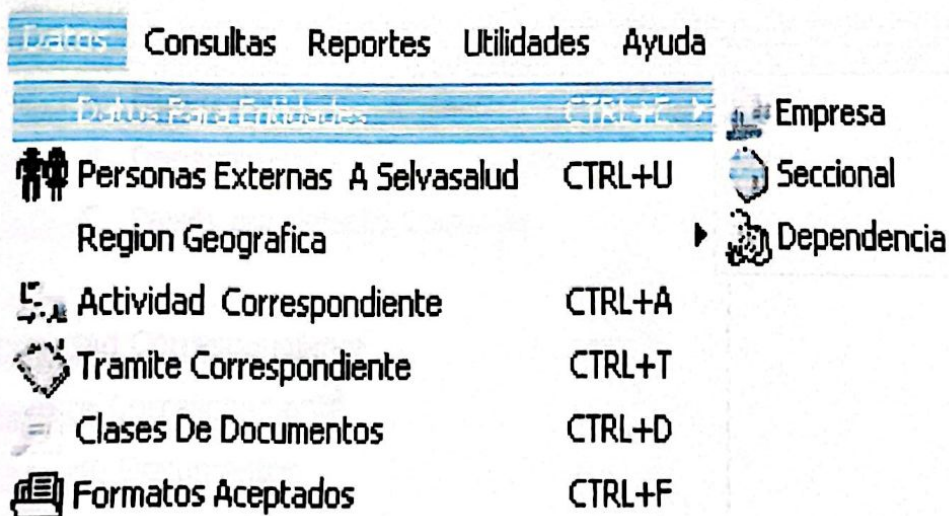 Datos Consultas Reportes Utilidades Ayuda
Datos Para Entidades CTRL+E
Personas Externas A Selvasalud CTRL+U
Region Geografica
Actividad Correspondiente CTRL+A
Tramite Correspondiente CTRL+T
Clases De Documentos CTRL+D
Formatos Aceptados CTRL+F
Empresa
Seccional
Dependencia